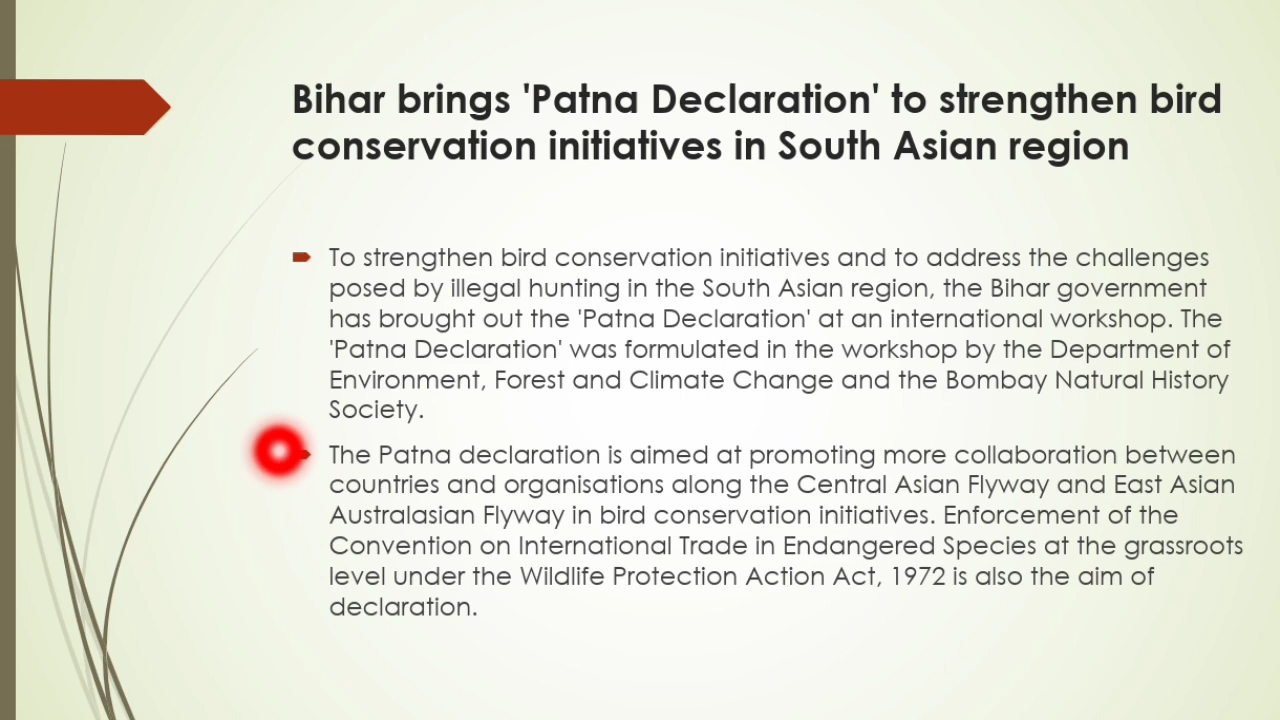 Bihar brings 'Patna Declaration' to strengthen bird
conservation initiatives in South Asian region
To strengthen bird conservation initiatives and to address the challenges
posed by illegal hunting in the South Asian region, the Bihar government
has brought out the 'Patna Declaration' at an international workshop. The
'Patna Declaration' was formulated in the workshop by the Department of
Environment, Forest and Climate Change and the Bombay Natural History
Society.
The Patna declaration is aimed at promoting more collaboration between
countries and organisations along the Central Asian Flyway and East Asian
Australasian Flyway in bird conservation initiatives. Enforcement of the
Convention on International Trade in Endangered Species at the grassroots
level under the Wildlife Protection Action Act, 1972 is also the aim of
declaration.